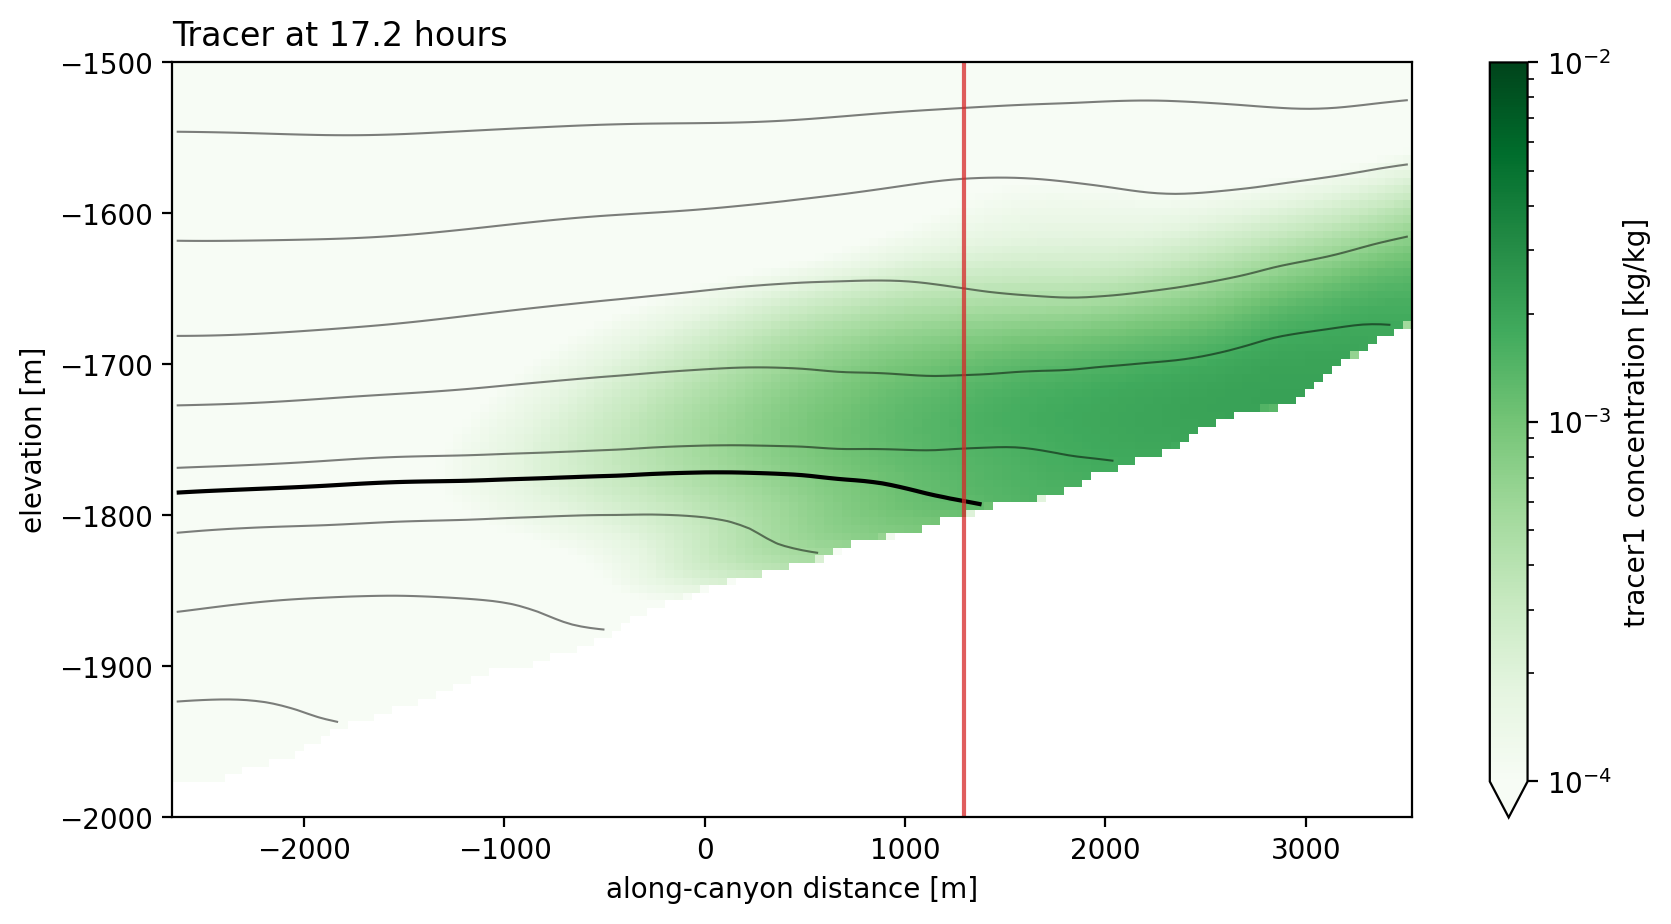 Tracer at 17.2 hours
−1500
−1600
−1700
−1800
−1900
−2000
elevation [m]
−2000 −1000 0 1000 2000 3000
along-canyon distance [m]
10⁻²
10⁻³
10⁻⁴
tracer1 concentration [kg/kg]